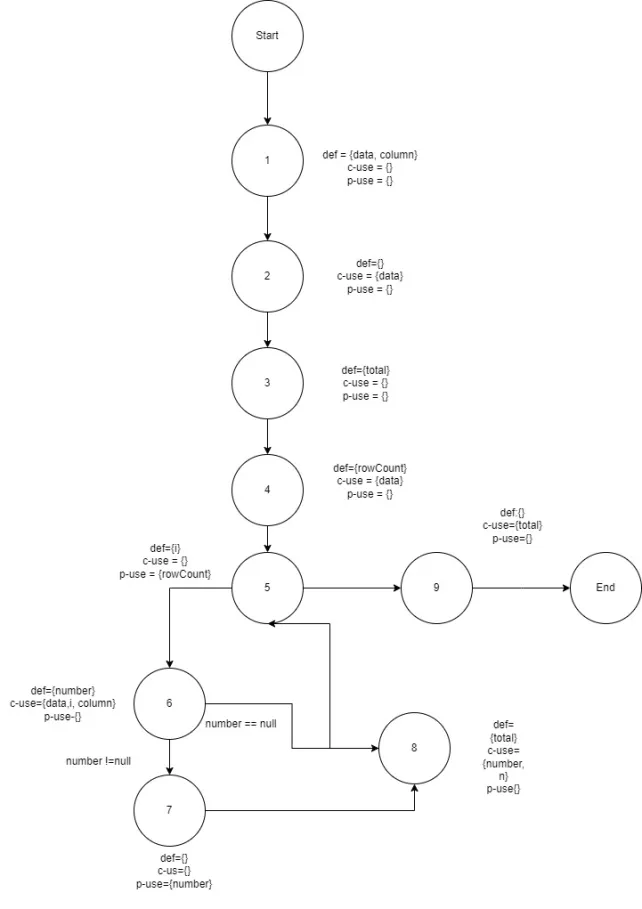 Start
1
def = {data, column}
c-use = {}
p-use = {}
2
def={}
c-use = {data}
p-use = {}
3
def={total}
c-use = {}
p-use = {}
4
def={rowCount}
c-use = {data}
p-use = {}
def:{}
c-use={total}
p-use={}
def={i}
c-use = {}
p-use = {rowCount}
5
9
End
def={number}
c-use={data,i, column}
p-use-{}
6
number == null
8
def=
{total}
c-use=
{number,
n}
p-use{}
number !=null
7
def={}
c-us={}
p-use={number}